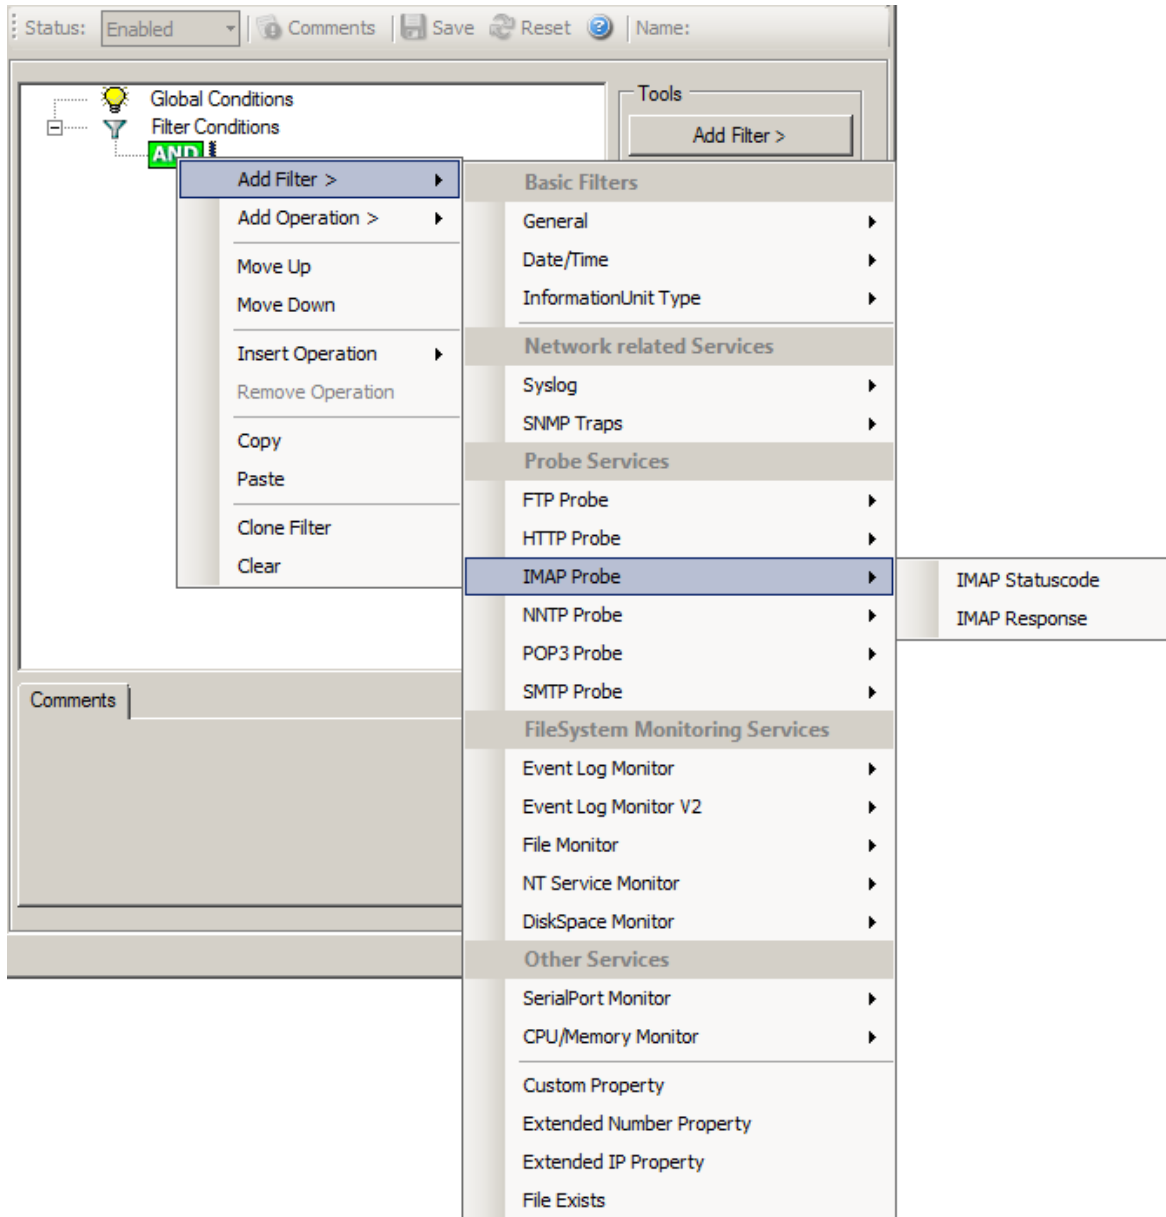 Status: Enabled Comments Save Reset Name:
Global Conditions
Filter Conditions
AND
Tools
Add Filter >
Add Filter >
Add Operation >
Move Up
Move Down
Insert Operation
Remove Operation
Copy
Paste
Clone Filter
Clear
Basic Filters
General
Date/Time
InformationUnit Type
Network related Services
Syslog
SNMP Traps
Probe Services
FTP Probe
HTTP Probe
IMAP Probe
NNTP Probe
POP3 Probe
SMTP Probe
FileSystem Monitoring Services
Event Log Monitor
Event Log Monitor V2
File Monitor
NT Service Monitor
DiskSpace Monitor
Other Services
SerialPort Monitor
CPU/Memory Monitor
Custom Property
Extended Number Property
Extended IP Property
File Exists
IMAP Statuscode
IMAP Response
Comments